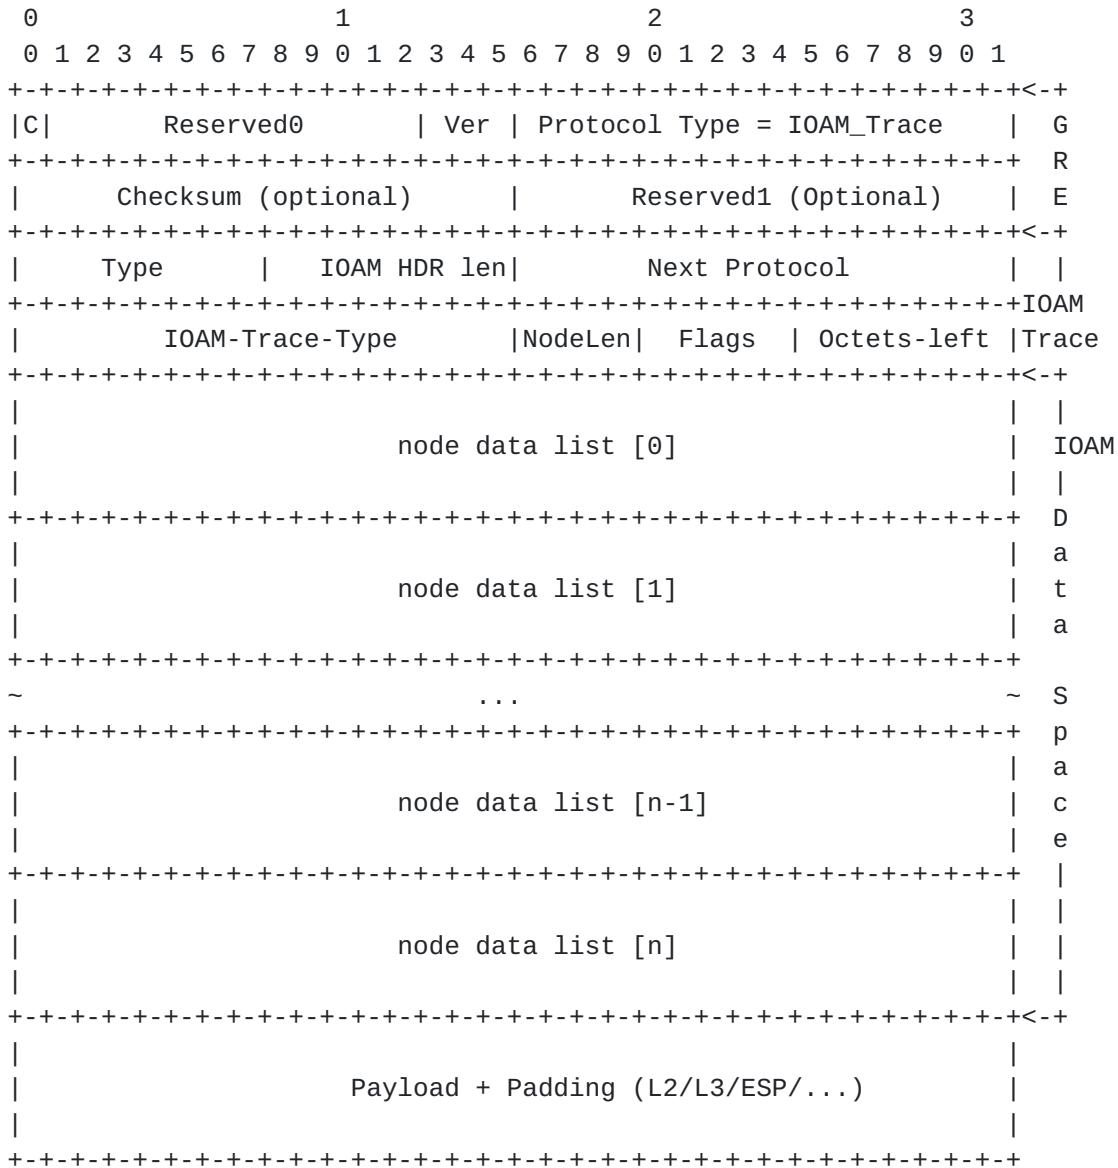 0                   1                   2                   3
 0 1 2 3 4 5 6 7 8 9 0 1 2 3 4 5 6 7 8 9 0 1 2 3 4 5 6 7 8 9 0 1
+-+-+-+-+-+-+-+-+-+-+-+-+-+-+-+-+-+-+-+-+-+-+-+-+-+-+-+-+-+-+-+-+<-+
|C|       Reserved0       | Ver | Protocol Type = IOAM_Trace    |  G
+-+-+-+-+-+-+-+-+-+-+-+-+-+-+-+-+-+-+-+-+-+-+-+-+-+-+-+-+-+-+-+-+  R
|      Checksum (optional)      |       Reserved1 (Optional)    |  E
+-+-+-+-+-+-+-+-+-+-+-+-+-+-+-+-+-+-+-+-+-+-+-+-+-+-+-+-+-+-+-+-+<-+
|     Type      |   IOAM HDR len|        Next Protocol          |  |
+-+-+-+-+-+-+-+-+-+-+-+-+-+-+-+-+-+-+-+-+-+-+-+-+-+-+-+-+-+-+-+-+IOAM
|         IOAM-Trace-Type       |NodeLen|  Flags  | Octets-left |Trace
+-+-+-+-+-+-+-+-+-+-+-+-+-+-+-+-+-+-+-+-+-+-+-+-+-+-+-+-+-+-+-+-+<-+
|                                                               |  |
|                        node data list [0]                     |  IOAM
|                                                               |  |
+-+-+-+-+-+-+-+-+-+-+-+-+-+-+-+-+-+-+-+-+-+-+-+-+-+-+-+-+-+-+-+-+  D
|                                                               |  a
|                        node data list [1]                     |  t
|                                                               |  a
+-+-+-+-+-+-+-+-+-+-+-+-+-+-+-+-+-+-+-+-+-+-+-+-+-+-+-+-+-+-+-+-+
~                             ...                               ~  S
+-+-+-+-+-+-+-+-+-+-+-+-+-+-+-+-+-+-+-+-+-+-+-+-+-+-+-+-+-+-+-+-+  p
|                                                               |  a
|                        node data list [n-1]                   |  c
|                                                               |  e
+-+-+-+-+-+-+-+-+-+-+-+-+-+-+-+-+-+-+-+-+-+-+-+-+-+-+-+-+-+-+-+-+  |
|                                                               |  |
|                        node data list [n]                     |  |
|                                                               |  |
+-+-+-+-+-+-+-+-+-+-+-+-+-+-+-+-+-+-+-+-+-+-+-+-+-+-+-+-+-+-+-+-+<-+
|                                                               |
|                     Payload + Padding (L2/L3/ESP/...)         |
|                                                               |
+-+-+-+-+-+-+-+-+-+-+-+-+-+-+-+-+-+-+-+-+-+-+-+-+-+-+-+-+-+-+-+-+